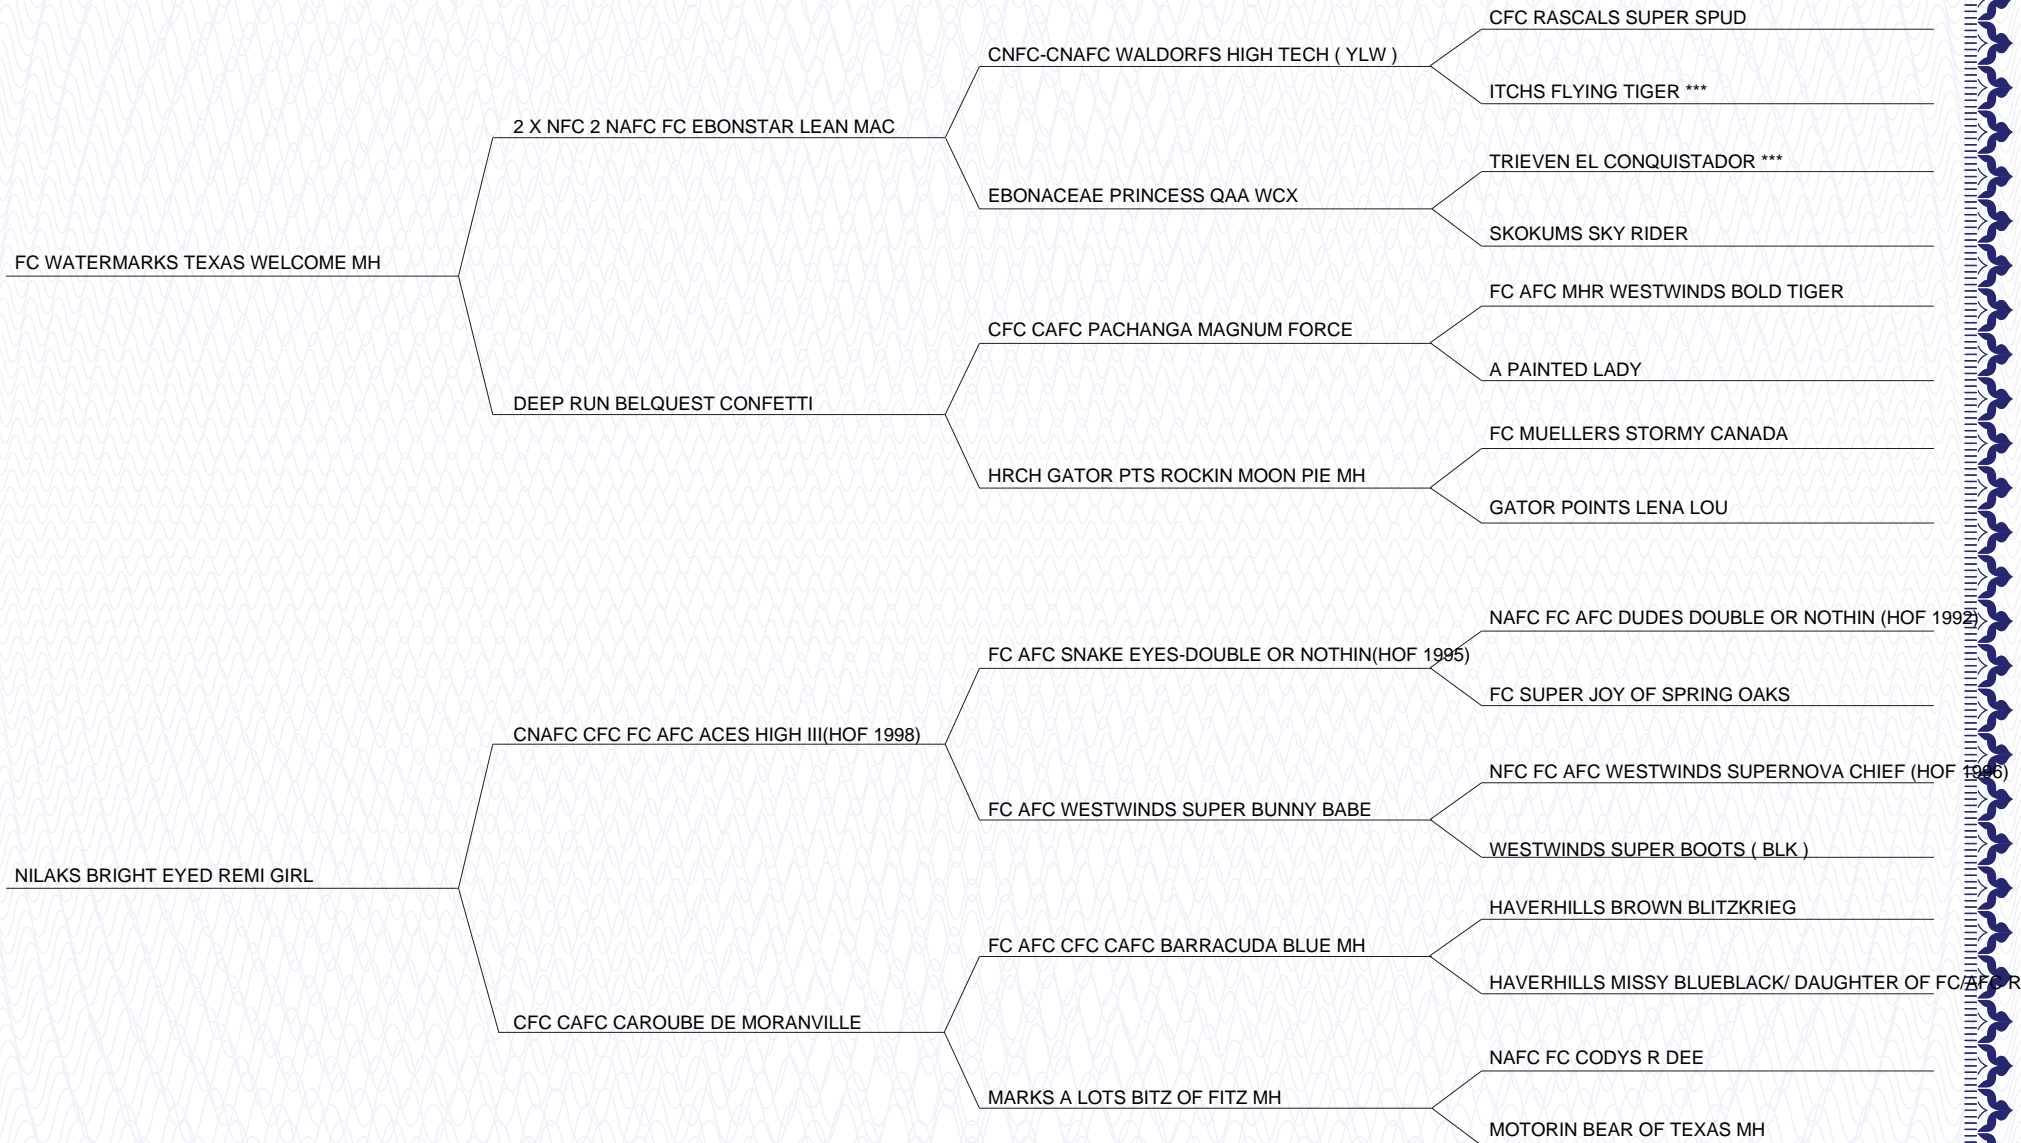 CFC RASCALS SUPER SPUD
CNFC-CNAFC WALDORFS HIGH TECH ( YLW )
ITCHS FLYING TIGER ***
2 X NFC 2 NAFC FC EBONSTAR LEAN MAC
TRIEVEN EL CONQUISTADOR ***
EBONACEAE PRINCESS QAA WCX
SKOKUMS SKY RIDER
FC WATERMARKS TEXAS WELCOME MH
FC AFC MHR WESTWINDS BOLD TIGER
CFC CAFC PACHANGA MAGNUM FORCE
A PAINTED LADY
DEEP RUN BELQUEST CONFETTI
FC MUELLERS STORMY CANADA
HRCH GATOR PTS ROCKIN MOON PIE MH
GATOR POINTS LENA LOU
NAFC FC AFC DUDES DOUBLE OR NOTHIN (HOF 1992)
FC AFC SNAKE EYES-DOUBLE OR NOTHIN(HOF 1995)
FC SUPER JOY OF SPRING OAKS
CNAFC CFC FC AFC ACES HIGH III(HOF 1998)
NFC FC AFC WESTWINDS SUPERNOVA CHIEF (HOF 1996)
FC AFC WESTWINDS SUPER BUNNY BABE
WESTWINDS SUPER BOOTS ( BLK )
NILAKS BRIGHT EYED REMI GIRL
HAVERHILLS BROWN BLITZKRIEG
FC AFC CFC CAFC BARRACUDA BLUE MH
HAVERHILLS MISSY BLUEBLACK/ DAUGHTER OF FC/AFC R
CFC CAFC CAROUBE DE MORANVILLE
NAFC FC CODYS R DEE
MARKS A LOTS BITZ OF FITZ MH
MOTORIN BEAR OF TEXAS MH